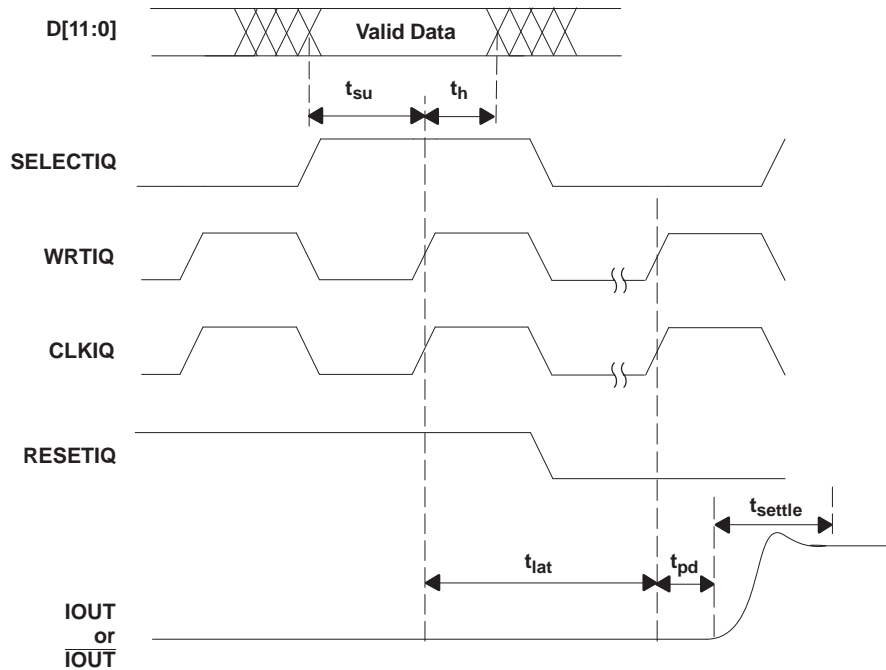 D[11:0]
Valid Data
tsu
th
SELECTIQ
WRTIQ
CLKIQ
RESETIQ
tsettle
tlat
tpd
IOUT
or
IOUT